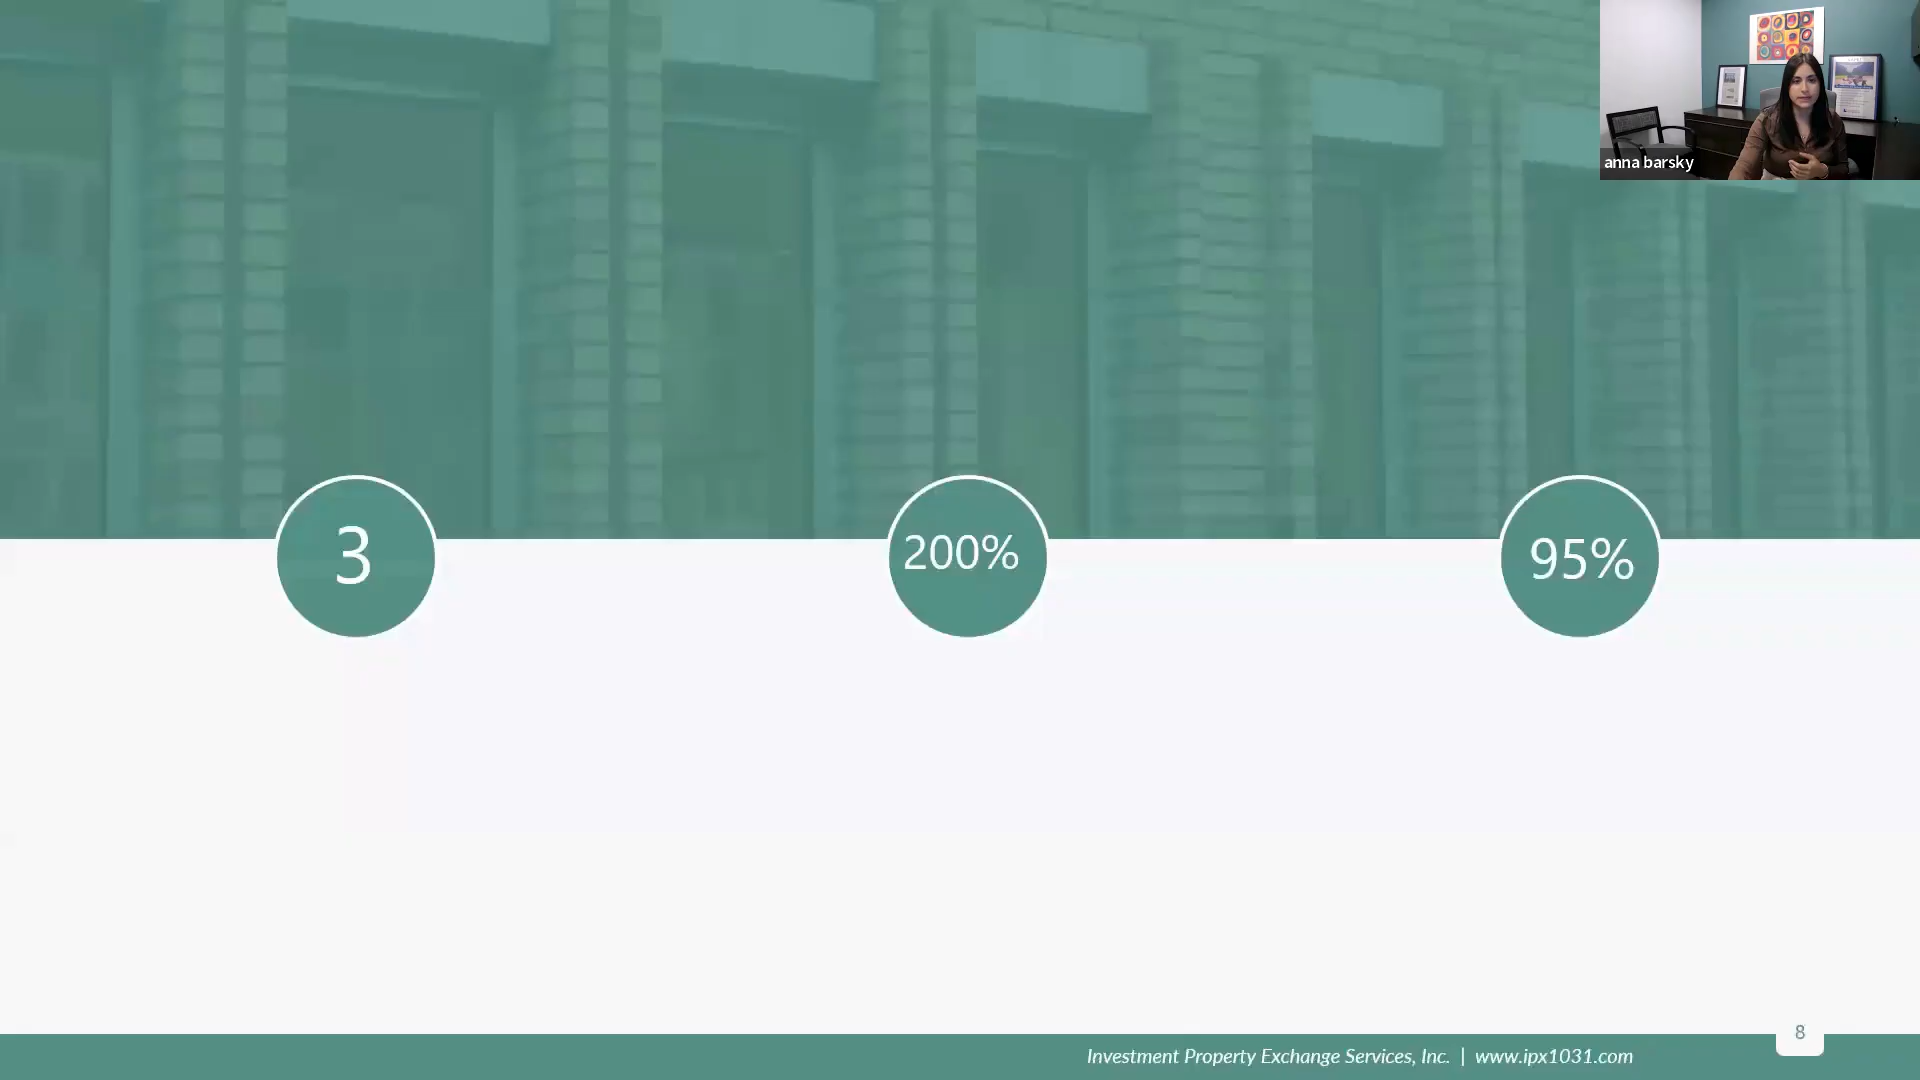 anna barsky
3
200%
95%
8
Investment Property Exchange Services, Inc. | www.ipx1031.com